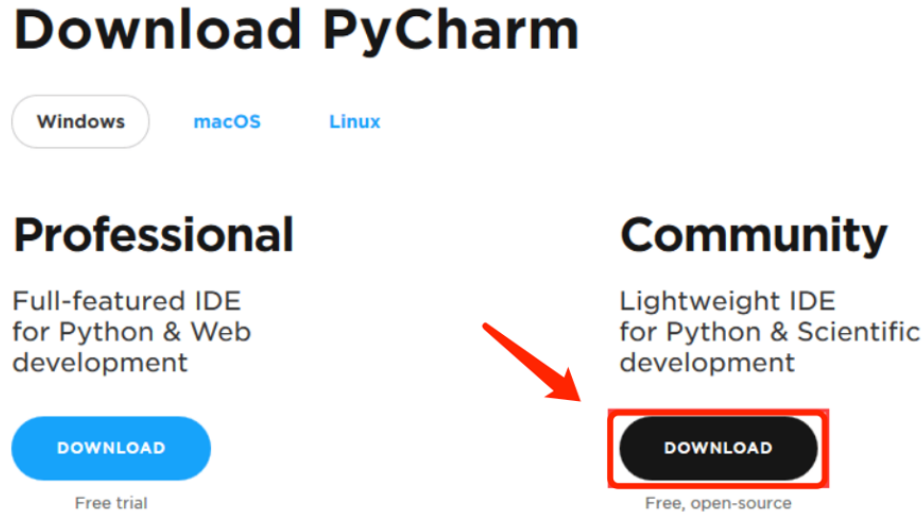 Download PyCharm
Windows macOS Linux
Professional
Full-featured IDE
for Python & Web
development
DOWNLOAD
Free trial
Community
Lightweight IDE
for Python & Scientific
development
DOWNLOAD
Free, open-source